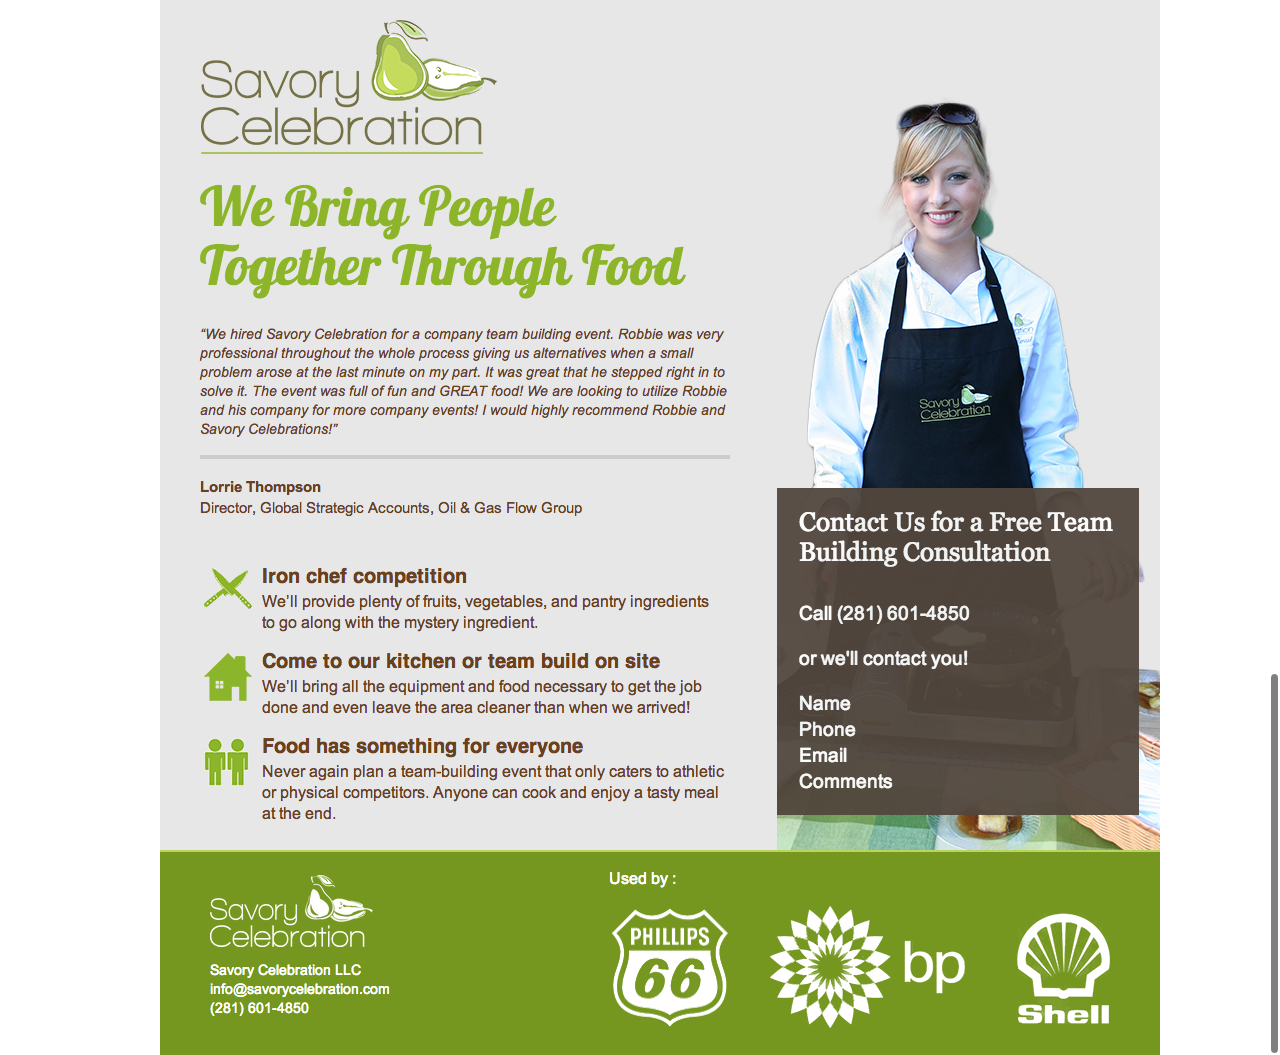 Savory
Celebration
We Bring People
Together Through Food
“We hired Savory Celebration for a company team building event. Robbie was very
professional throughout the whole process giving us alternatives when a small
problem arose at the last minute on my part. It was great that he stepped right in to
solve it. The event was full of fun and GREAT food! We are looking to utilize Robbie
and his company for more company events! I would highly recommend Robbie and
Savory Celebrations!”
Lorrie Thompson
Director, Global Strategic Accounts, Oil & Gas Flow Group
Iron chef competition
We’ll provide plenty of fruits, vegetables, and pantry ingredients
to go along with the mystery ingredient.
Come to our kitchen or team build on site
We’ll bring all the equipment and food necessary to get the job
done and even leave the area cleaner than when we arrived!
Food has something for everyone
Never again plan a team-building event that only caters to athletic
or physical competitors. Anyone can cook and enjoy a tasty meal
at the end.
Savory
Celebration
Contact Us for a Free Team
Building Consultation
Call (281) 601-4850
or we'll contact you!
Name
Phone
Email
Comments
Savory
Celebration
Savory Celebration LLC
info@savorycelebration.com
(281) 601-4850
Used by :
PHILLIPS
66
bp
Shell